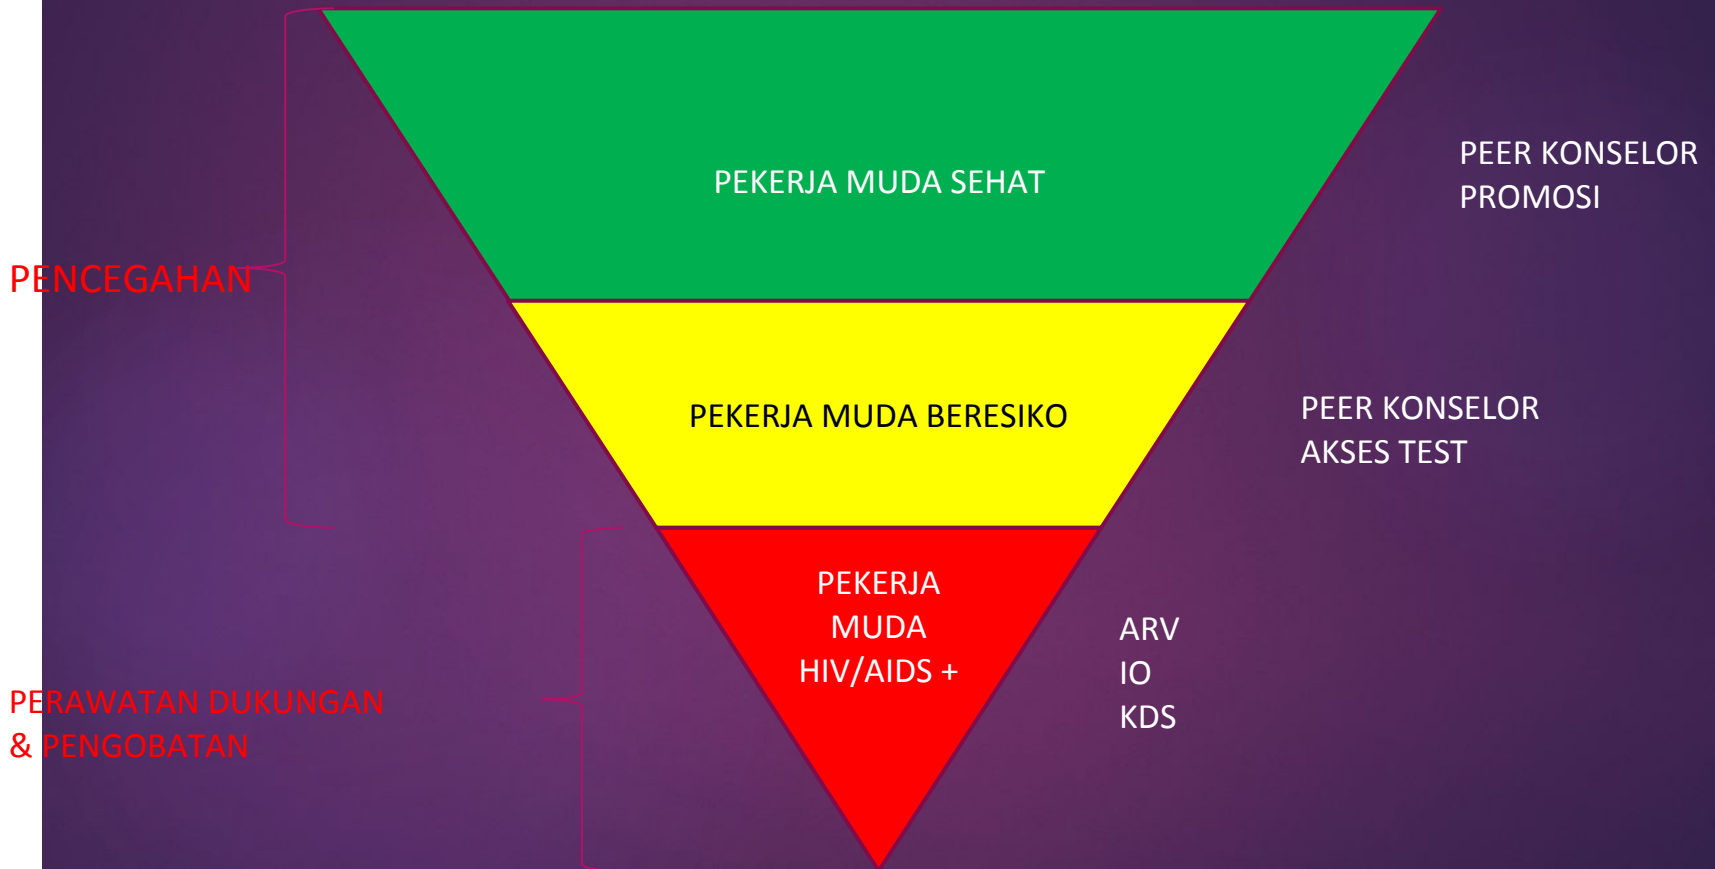 PEKERJA MUDA SEHAT
PEER KONSELOR
PROMOSI
PENCEGAHAN
PEKERJA MUDA BERESIKO
PEER KONSELOR
AKSES TEST
PEKERJA
MUDA
HIV/AIDS +
ARV
IO
KDS
PERAWATAN DUKUNGAN
& PENGOBATAN